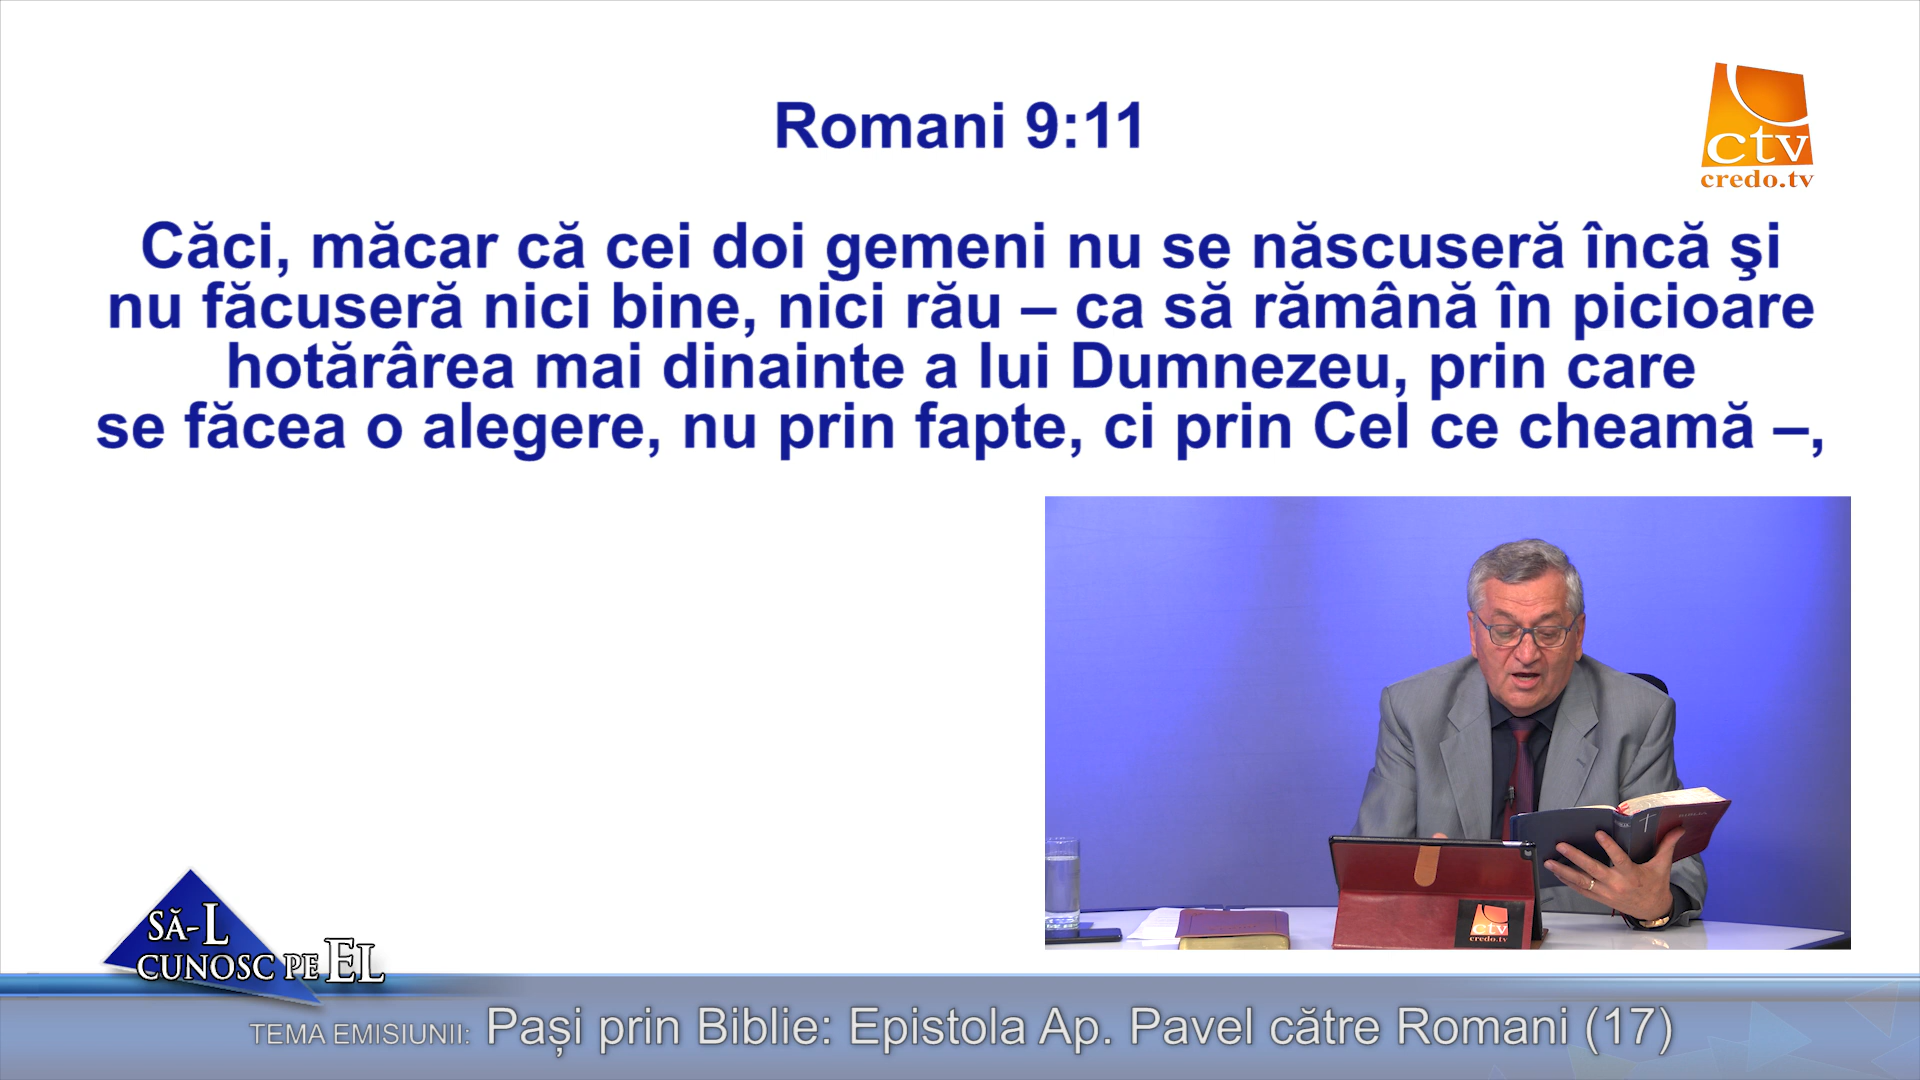 Romani 9:11
ctv
credo.tv
Căci, măcar că cei doi gemeni nu se născuseră încă şi
nu făcuseră nici bine, nici rău – ca să rămână în picioare
hotărârea mai dinainte a lui Dumnezeu, prin care
se făcea o alegere, nu prin fapte, ci prin Cel ce cheamă –,
ctv
credo.tv
SĂ-L
CUNOSC PE EL
TEMA EMISIUNII: Pași prin Biblie: Epistola Ap. Pavel către Romani (17)